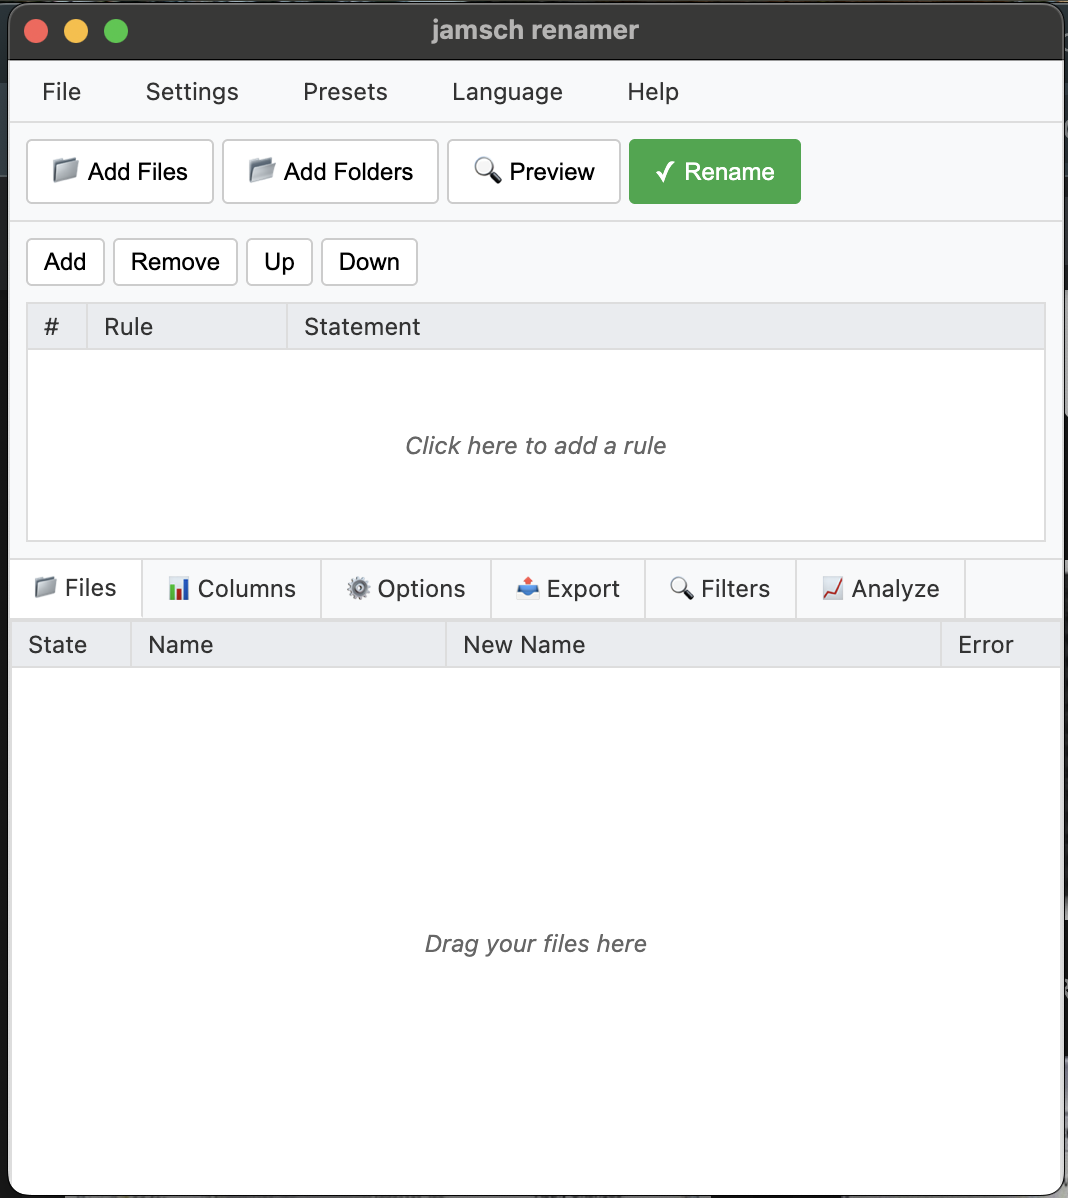 jamsch renamer
File Settings Presets Language Help
Add Files Add Folders Preview ✓ Rename
Add Remove Up Down
# Rule Statement
Click here to add a rule
Files Columns Options Export Filters Analyze
State Name New Name Error
Drag your files here